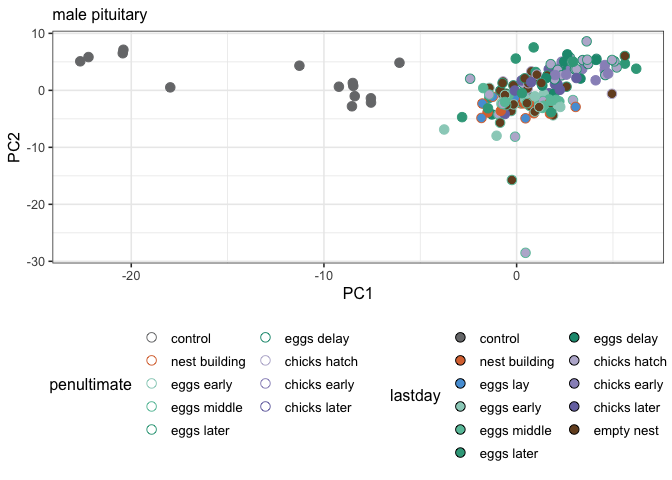 male pituitary
10
0
-10
-20
-30
PC2
-20 -10 0
PC1
penultimate
control
nest building
eggs early
eggs middle
eggs later
eggs delay
chicks hatch
chicks early
chicks later
lastday
control
nest building
eggs lay
eggs early
eggs middle
eggs later
eggs delay
chicks hatch
chicks early
chicks later
empty nest